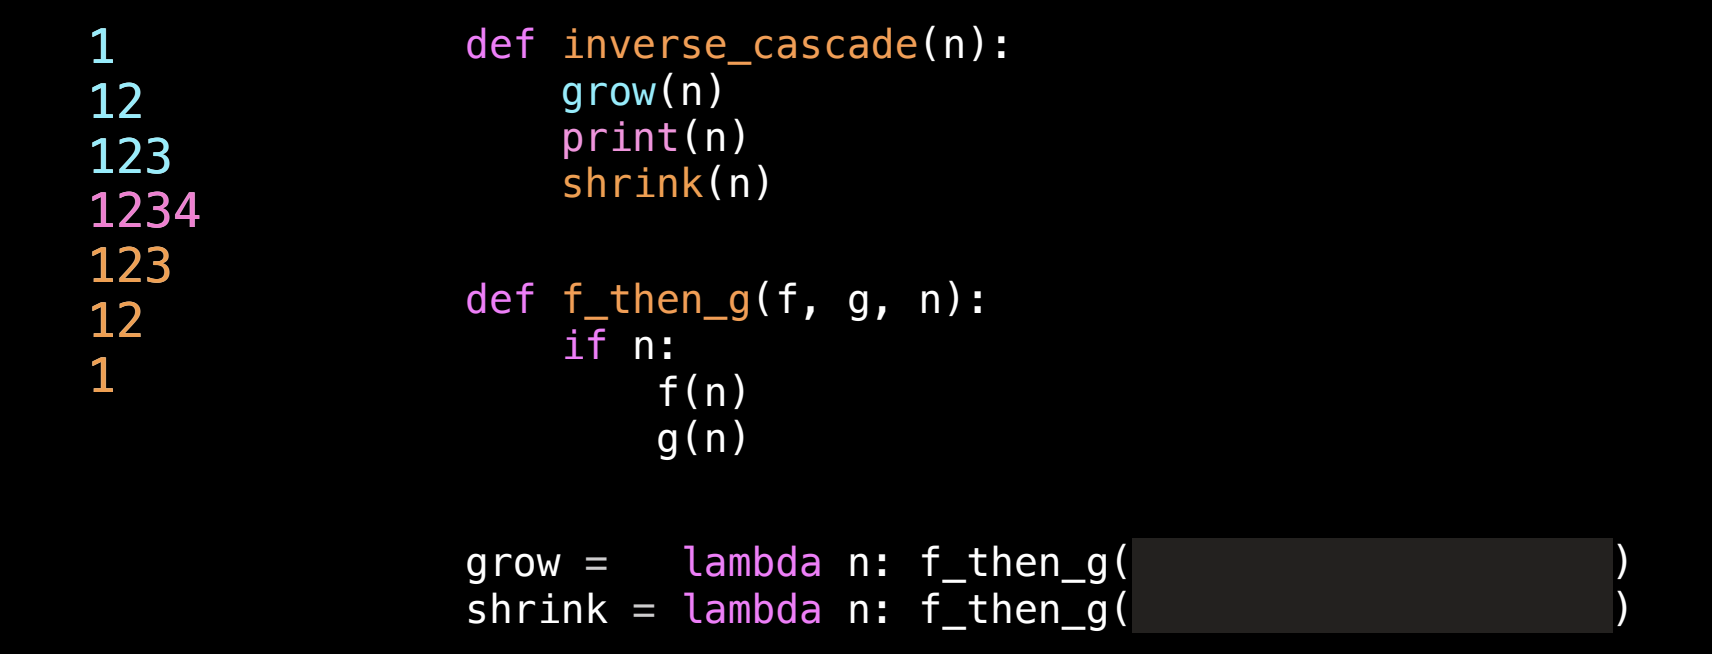 1
12
123
1234
123
12
1
def inverse_cascade(n):
    grow(n)
    print(n)
    shrink(n)
def f_then_g(f, g, n):
    if n:
        f(n)
        g(n)
grow =   lambda n: f_then_g(                    )
shrink = lambda n: f_then_g(                    )